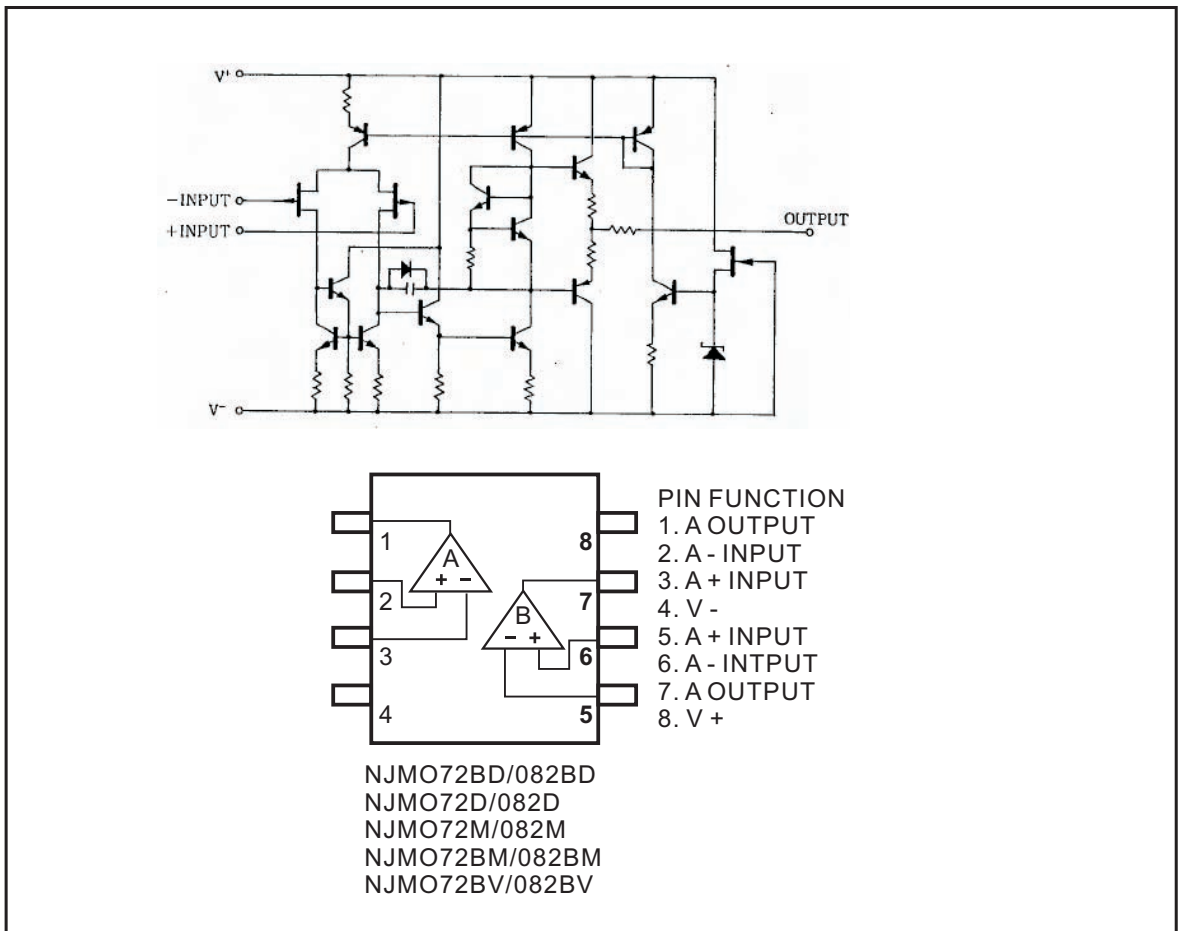 V+
-INPUT
+INPUT
OUTPUT
V-
PIN FUNCTION
1. A OUTPUT
2. A - INPUT
3. A + INPUT
4. V -
5. A + INPUT
6. A - INTPUT
7. A OUTPUT
8. V +
1
2
3
4
8
7
6
5
A
+ -
B
- +
NJMO72BD/082BD
NJMO72D/082D
NJMO72M/082M
NJMO72BM/082BM
NJMO72BV/082BV